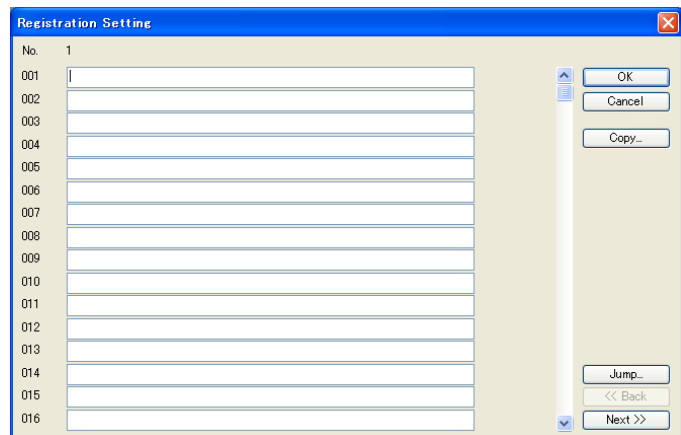 Registration Setting
No. 1
001
OK
002
Cancel
003
004
Copy...
005
006
007
008
009
010
011
012
013
014
Jump...
015
<< Back
016
Next >>